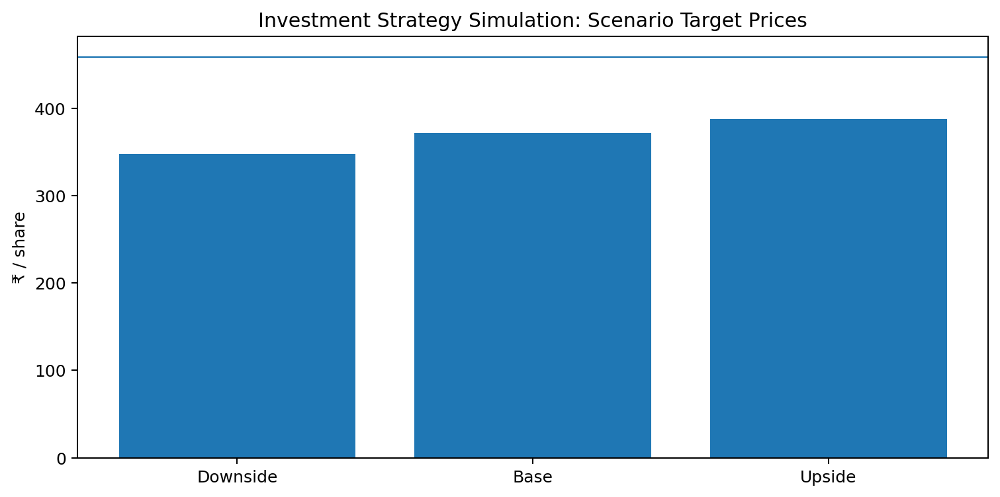 Investment Strategy Simulation: Scenario Target Prices
₹ / share
400
300
200
100
0
Downside
Base
Upside